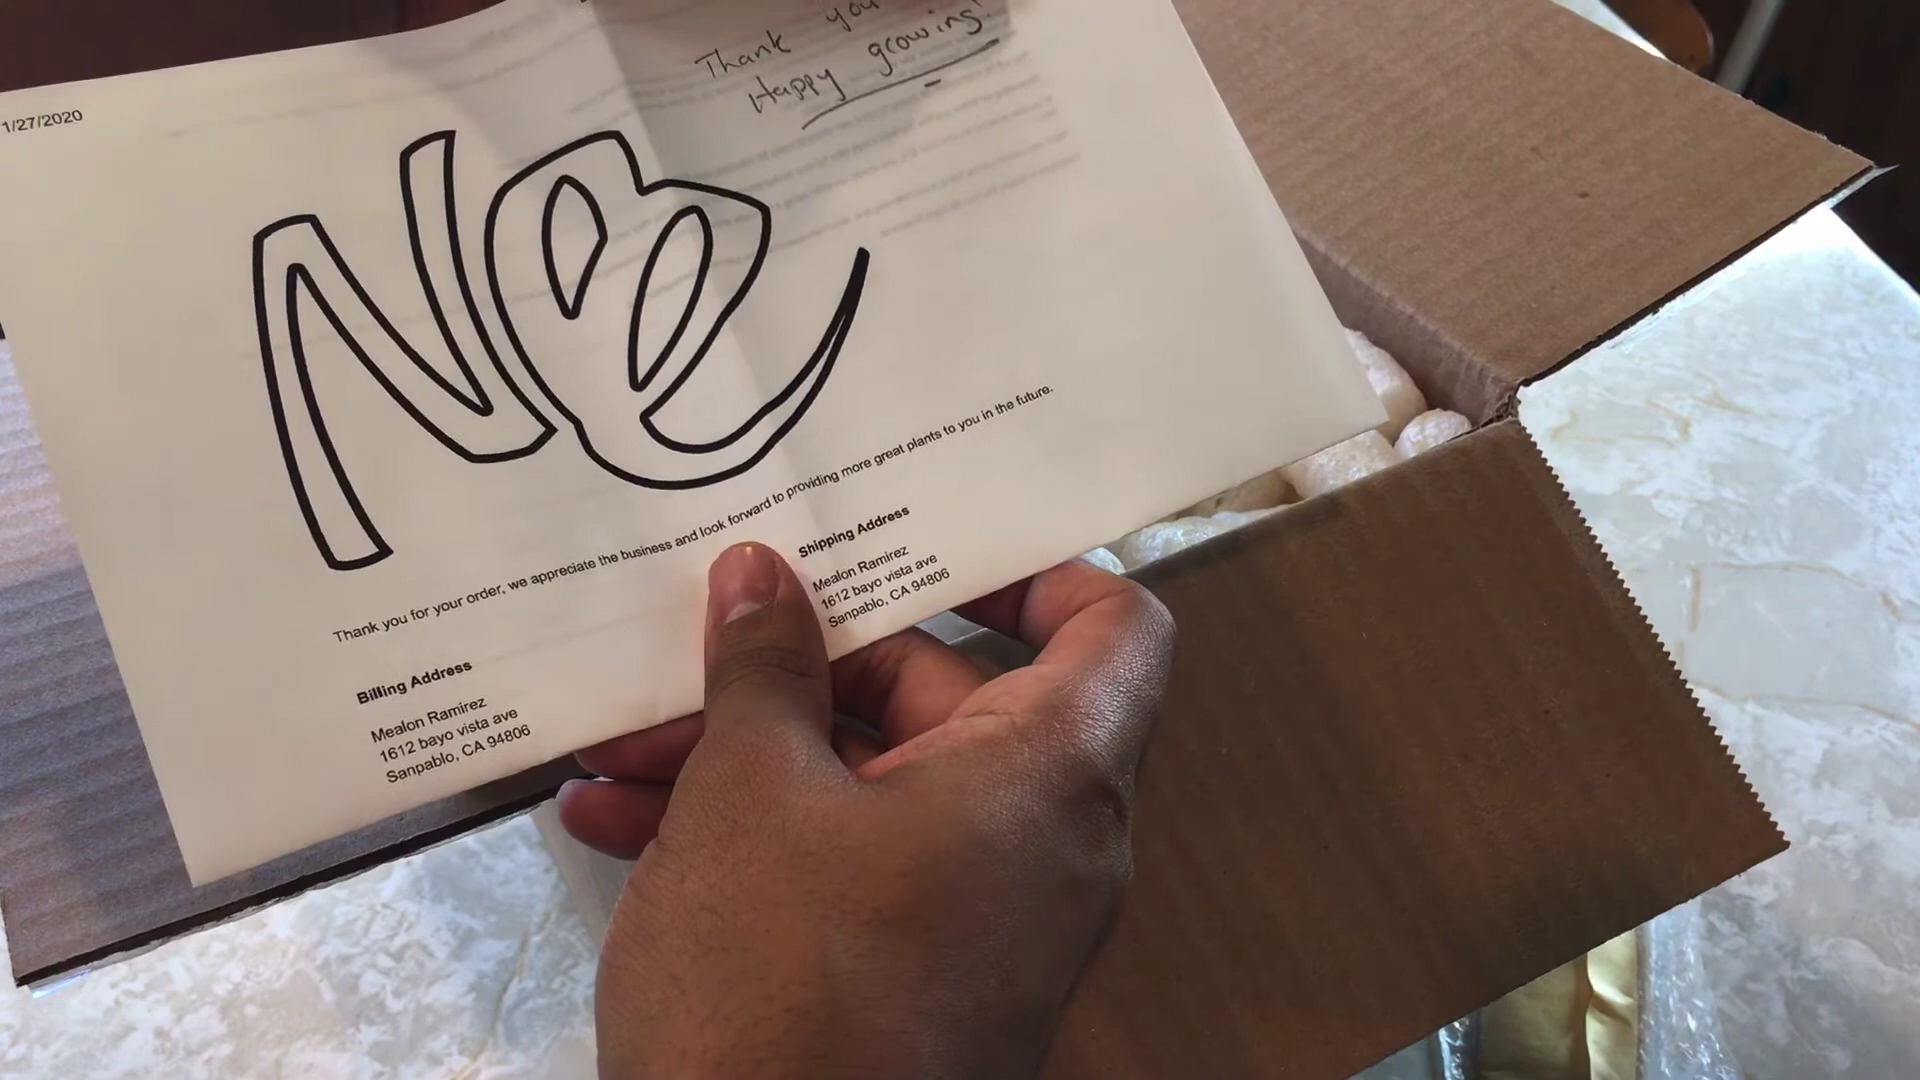 Thank you
Happy growing!
1/27/2020
Ne
Thank you for your order, we appreciate the business and look forward to providing more great plants to you in the future.
Shipping Address
Mealon Ramirez
1612 bayo vista ave
Sanpablo, CA 94806
Billing Address
Mealon Ramirez
1612 bayo vista ave
Sanpablo, CA 94806